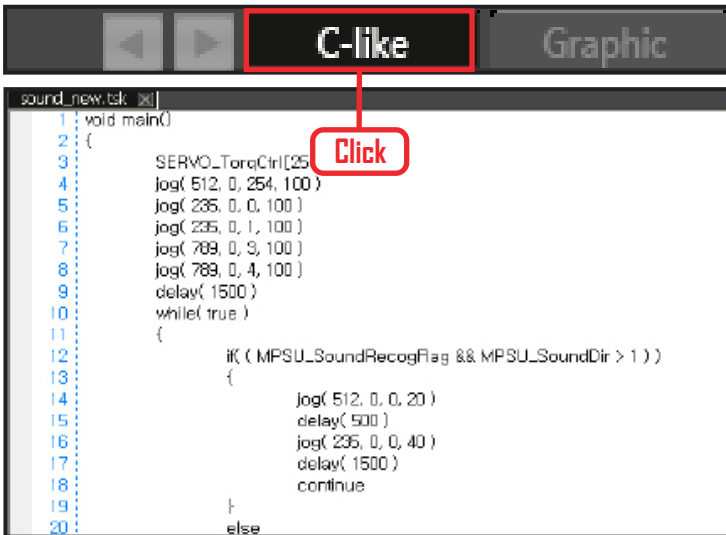 C-like Graphic
sound_new.tsk
Click
1 void main()
2 {
3 SERVO_TorqCtrl[25
4 jog( 512, 0, 254, 100 )
5 jog( 235, 0, 0, 100 )
6 jog( 235, 0, 1, 100 )
7 jog( 789, 0, 3, 100 )
8 jog( 789, 0, 4, 100 )
9 delay( 1500 )
10 while( true )
11 {
12 if( ( MPSU_SoundRecogFlag && MPSU_SoundDir > 1 ) )
13 {
14 jog( 512, 0, 0, 20 )
15 delay( 500 )
16 jog( 235, 0, 0, 40 )
17 delay( 1500 )
18 continue
19 }
20 else